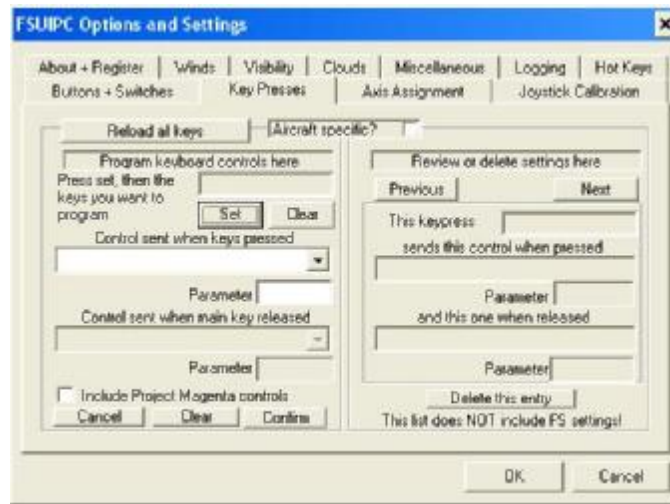 FSUIPC Options and Settings
About + Register | Winds | Visibility | Clouds | Miscellaneous | Logging | Hot Keys
Buttons + Switches | Key Presses | Axis Assignment | Joystick Calibration
Reload all keys
Aircraft specific?
Program keyboard controls here
Press set, then the
keys you want to
program
Set
Clear
Control sent when keys pressed
Parameter
Control sent when main key released
Parameter
Include Project Magenta controls
Cancel
Clear
Confirm
Review or delete settings here
Previous
Next
This keypress
sends this control when pressed
Parameter
and this one when released
Parameter
Delete this entry
This list does NOT include FS settings!
OK
Cancel